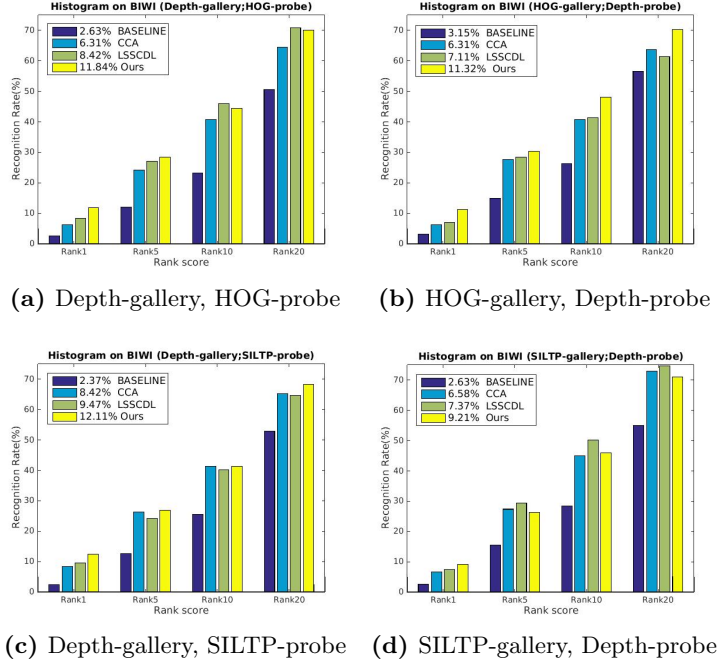 Histogram on BIWI (Depth-gallery;HOG-probe)
2.63% BASELINE
6.31% CCA
8.42% LSSCDL
11.84% Ours
Recognition Rate(%)
70
60
50
40
30
20
10
0
Rank1 Rank5 Rank10 Rank20
Rank score
(a) Depth-gallery, HOG-probe
Histogram on BIWI (HOG-gallery;Depth-probe)
3.15% BASELINE
6.31% CCA
7.11% LSSCDL
11.32% Ours
Recognition Rate(%)
70
60
50
40
30
20
10
0
Rank1 Rank5 Rank10 Rank20
Rank score
(b) HOG-gallery, Depth-probe
Histogram on BIWI (Depth-gallery;SILTP-probe)
2.37% BASELINE
8.42% CCA
9.47% LSSCDL
12.11% Ours
Recognition Rate(%)
70
60
50
40
30
20
10
0
Rank1 Rank5 Rank10 Rank20
Rank score
(c) Depth-gallery, SILTP-probe
Histogram on BIWI (SILTP-gallery;Depth-probe)
2.63% BASELINE
6.58% CCA
7.37% LSSCDL
9.21% Ours
Recognition Rate(%)
70
60
50
40
30
20
10
0
Rank1 Rank5 Rank10 Rank20
Rank score
(d) SILTP-gallery, Depth-probe